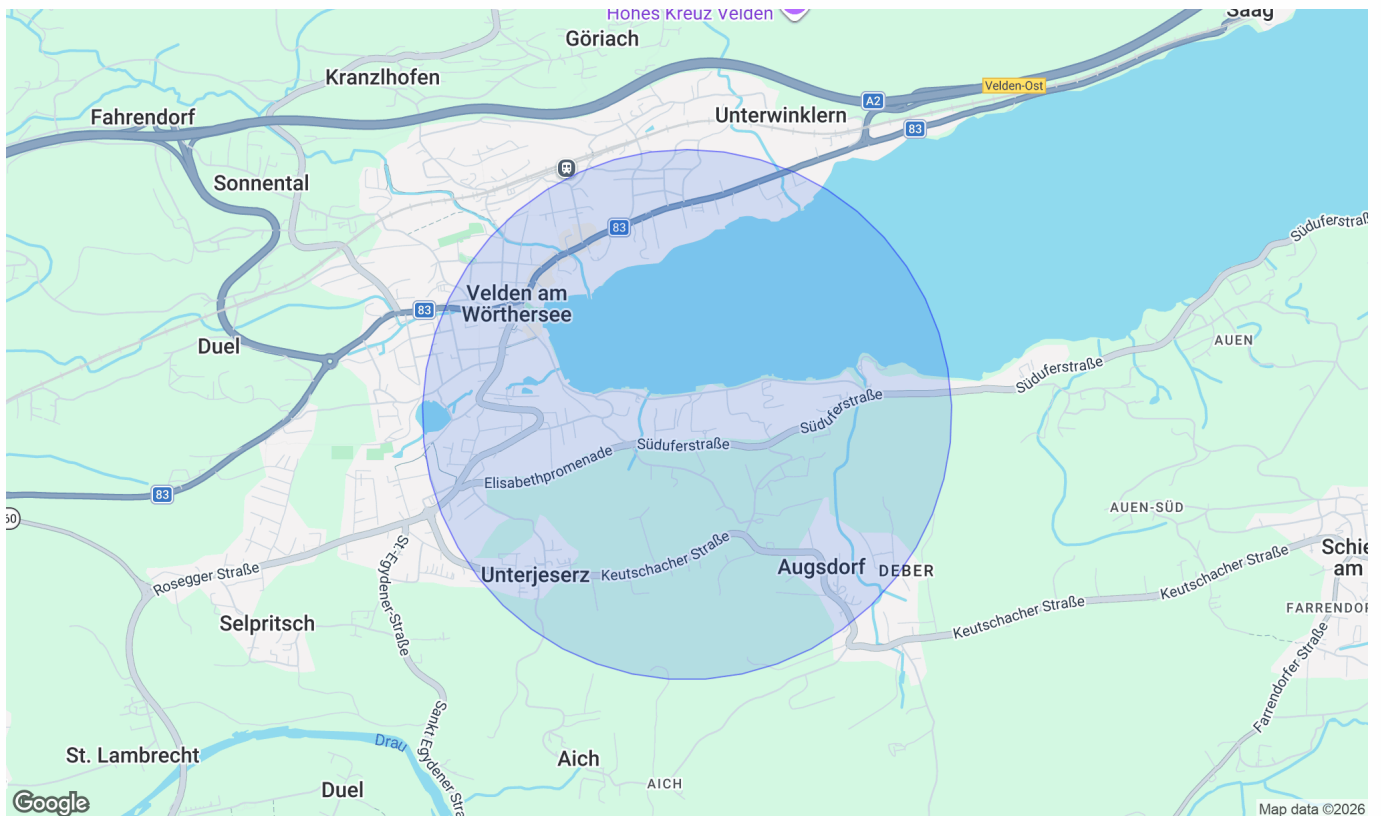 Hohes Kreuz Velden
Saag
Göriach
Kranzlhofen
Velden-Ost
A2
Fahrendorf
Unterwinklern
83
Sonnental
Süduferstraße
83
Velden am
Wörthersee
83
Duel
AUEN
Süduferstraße
Süduferstraße
Süduferstraße
Elisabethpromenade
83
AUEN-SÜD
60
St.-Egydener-Straße
Keutschacher Straße
Schie
am
Keutschacher Straße
Rosegger Straße
Unterjeserz
Augsdorf
DEBER
Keutschacher Straße
FARRENDOR
Selpritsch
Farrendorfer Straße
Sankt Egydener Stra
Drau
St. Lambrecht
Aich
AICH
Duel
Google
Map data ©2026